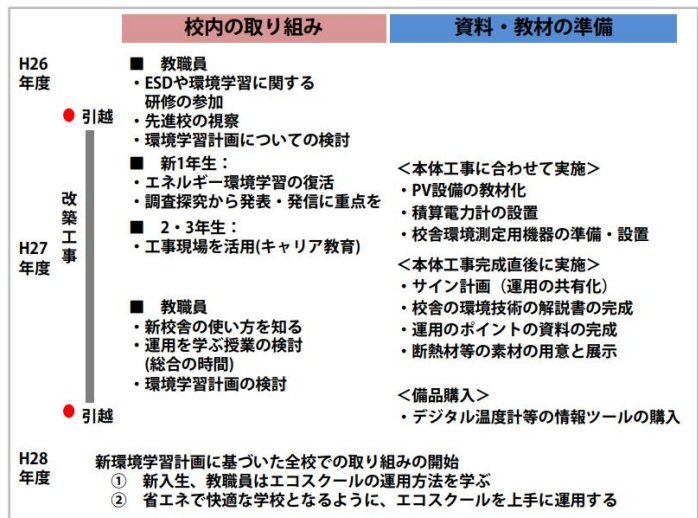 校内の取り組み
資料・教材の準備
H26
年度
引越
■ 教職員
・ESDや環境学習に関する
研修の参加
・先進校の視察
・環境学習計画についての検討
改築工事
H27
年度
■ 新1年生：
・エネルギー環境学習の復活
・調査探究から発表・発信に重点を
■ 2・3年生：
・工事現場を活用(キャリア教育)
■ 教職員
・新校舎の使い方を知る
・運用を学ぶ授業の検討
(総合の時間)
・環境学習計画の検討
引越
＜本体工事に合わせて実施＞
・PV設備の教材化
・積算電力計の設置
・校舎環境測定用機器の準備・設置
＜本体工事完成直後に実施＞
・サイン計画（運用の共有化）
・校舎の環境技術の解説書の完成
・運用のポイントの資料の完成
・断熱材等の素材の用意と展示
＜備品購入＞
・デジタル温度計等の情報ツールの購入
H28
年度
新環境学習計画に基づいた全校での取り組みの開始
① 新入生、教職員はエコスクールの運用方法を学ぶ
② 省エネで快適な学校となるように、エコスクールを上手に運用する